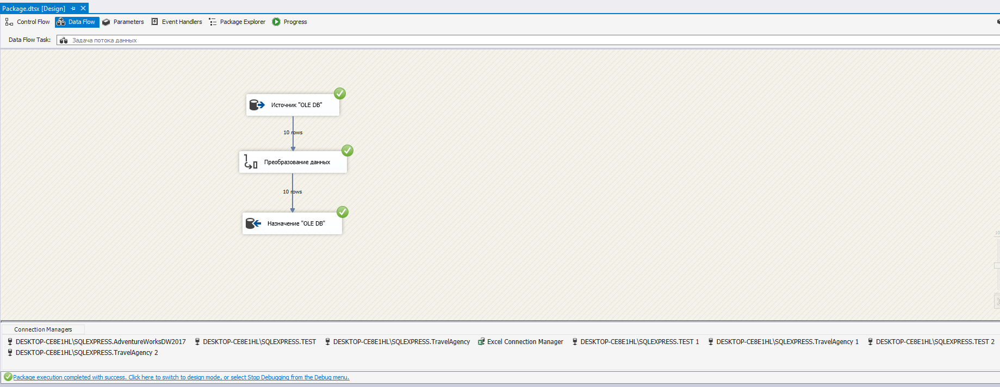 Package.dtsx [Design]
Control Flow Data Flow Parameters Event Handlers Package Explorer Progress
Data Flow Task: Задача потока данных
Источник "OLE DB"
10 rows
Преобразование данных
10 rows
Назначение "OLE DB"
10
Connection Managers
DESKTOP-CE8E1HL\SQLEXPRESS.AdventureWorksDW2017 DESKTOP-CE8E1HL\SQLEXPRESS.TEST DESKTOP-CE8E1HL\SQLEXPRESS.TravelAgency Excel Connection Manager DESKTOP-CE8E1HL\SQLEXPRESS.TEST 1 DESKTOP-CE8E1HL\SQLEXPRESS.TravelAgency 1 DESKTOP-CE8E1HL\SQLEXPRESS.TEST 2
DESKTOP-CE8E1HL\SQLEXPRESS.TravelAgency 2
Package execution completed with success. Click here to switch to design mode, or select Stop Debugging from the Debug menu.